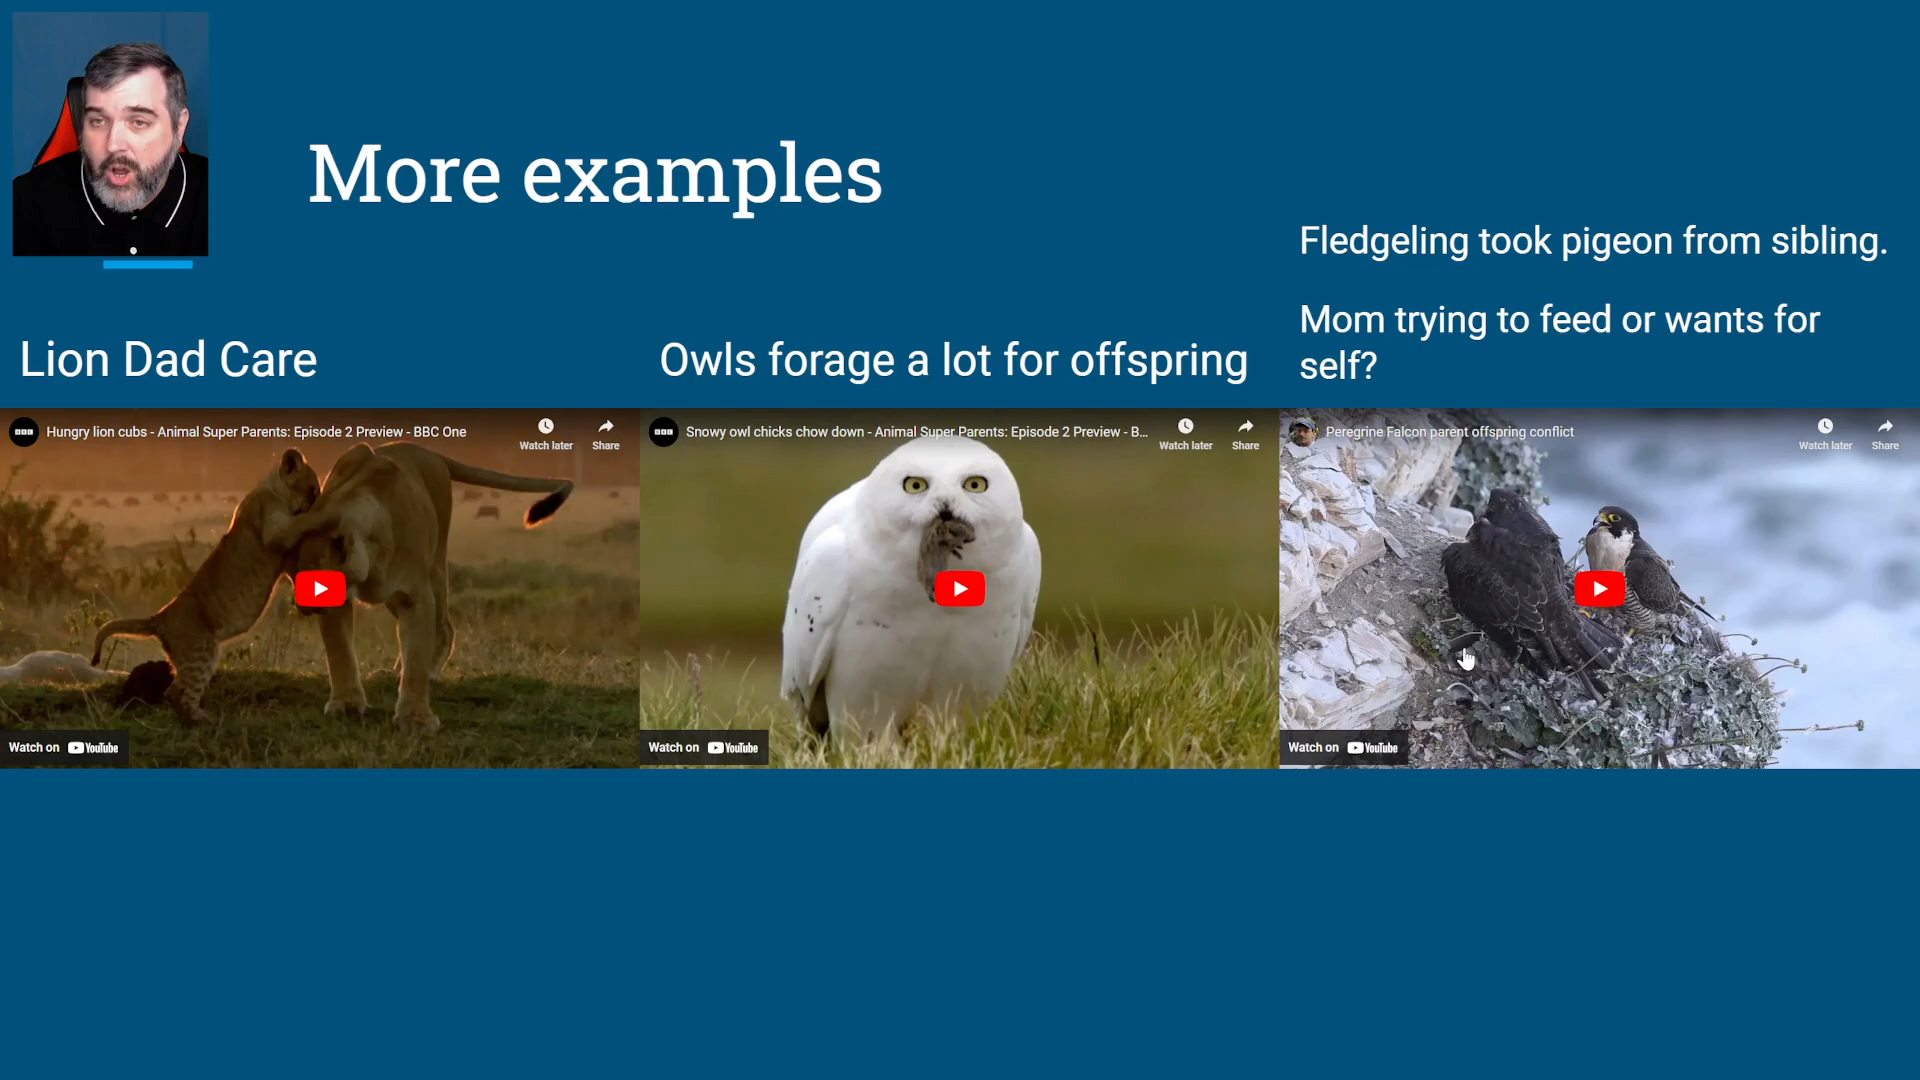 More examples
Fledgeling took pigeon from sibling.
Mom trying to feed or wants for
self?
Lion Dad Care
Owls forage a lot for offspring
BBC
Hungry lion cubs - Animal Super Parents: Episode 2 Preview - BBC One
Watch later
Share
BBC
Snowy owl chicks chow down - Animal Super Parents: Episode 2 Preview - B...
Watch later
Share
Peregrine Falcon parent offspring conflict
Watch later
Share
Watch on YouTube
Watch on YouTube
Watch on YouTube